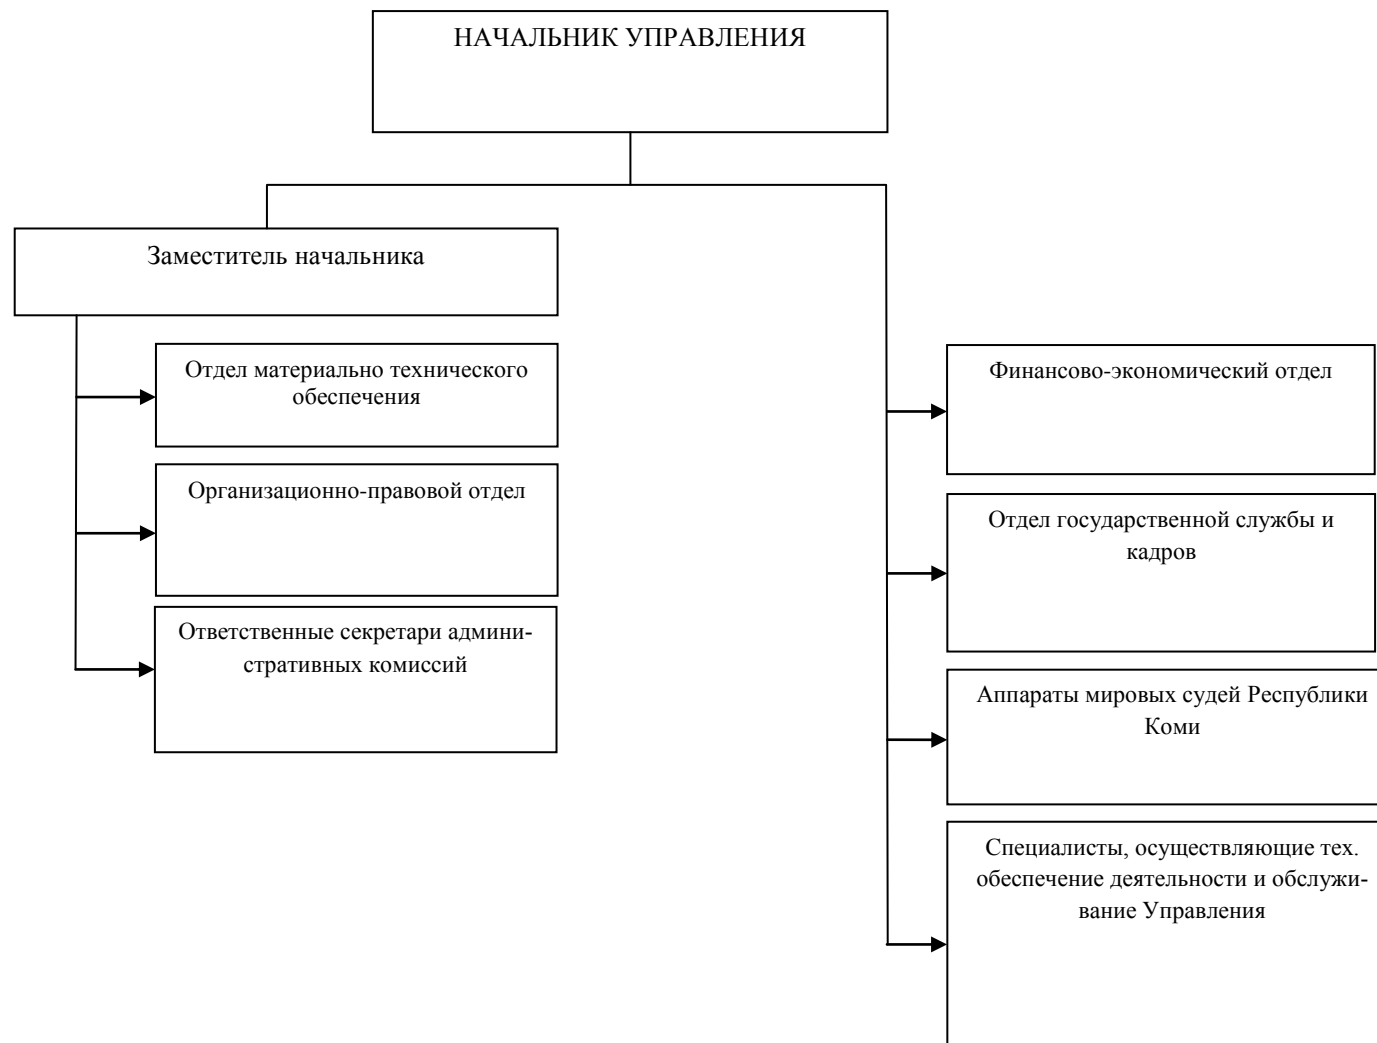 НАЧАЛЬНИК УПРАВЛЕНИЯ
Заместитель начальника
Отдел материально технического
обеспечения
Организационно-правовой отдел
Ответственные секретари админи-
стративных комиссий
Финансово-экономический отдел
Отдел государственной службы и
кадров
Аппараты мировых судей Республики
Коми
Специалисты, осуществляющие тех.
обеспечение деятельности и обслужи-
вание Управления